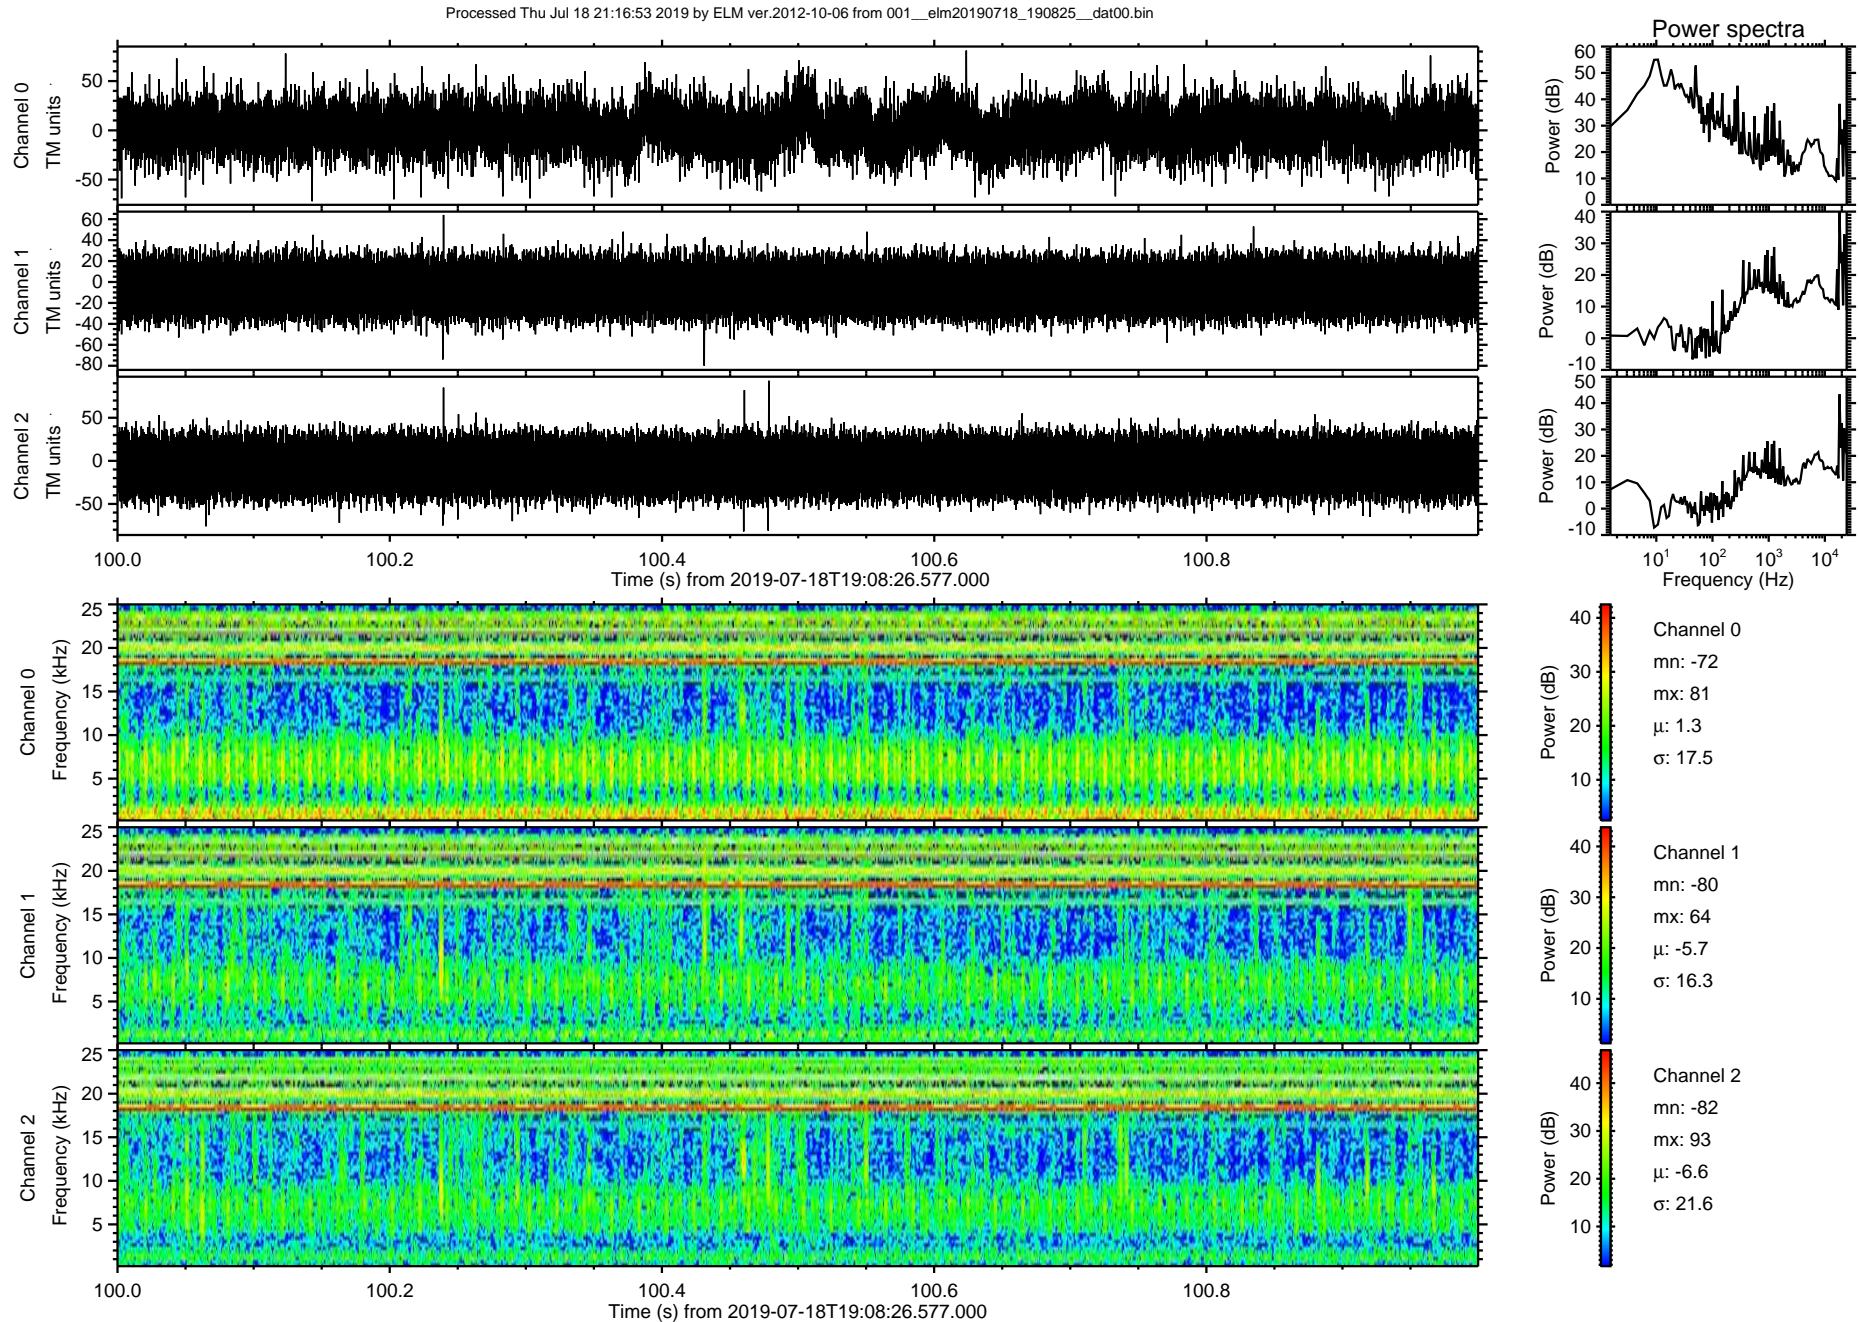 Processed Thu Jul 18 21:16:53 2019 by ELM ver.2012-10-06 from 001__elm20190718_190825__dat00.bin
Power spectra
Channel 0
TM units
50
0
-50
Power (dB)
60
50
40
30
20
10
0
Channel 1
TM units
60
40
20
0
-20
-40
-60
-80
Power (dB)
40
30
20
10
0
-10
Channel 2
TM units
50
0
-50
Power (dB)
50
40
30
20
10
0
-10
100.0 100.2 100.4 100.6 100.8
Time (s) from 2019-07-18T19:08:26.577.000
10¹ 10² 10³ 10⁴
Frequency (Hz)
Channel 0
Frequency (kHz)
25
20
15
10
5
Power (dB)
40
30
20
10
Channel 0
mn: -72
mx: 81
μ: 1.3
σ: 17.5
Channel 1
Frequency (kHz)
25
20
15
10
5
Power (dB)
40
30
20
10
Channel 1
mn: -80
mx: 64
μ: -5.7
σ: 16.3
Channel 2
Frequency (kHz)
25
20
15
10
5
Power (dB)
40
30
20
10
Channel 2
mn: -82
mx: 93
μ: -6.6
σ: 21.6
100.0 100.2 100.4 100.6 100.8
Time (s) from 2019-07-18T19:08:26.577.000